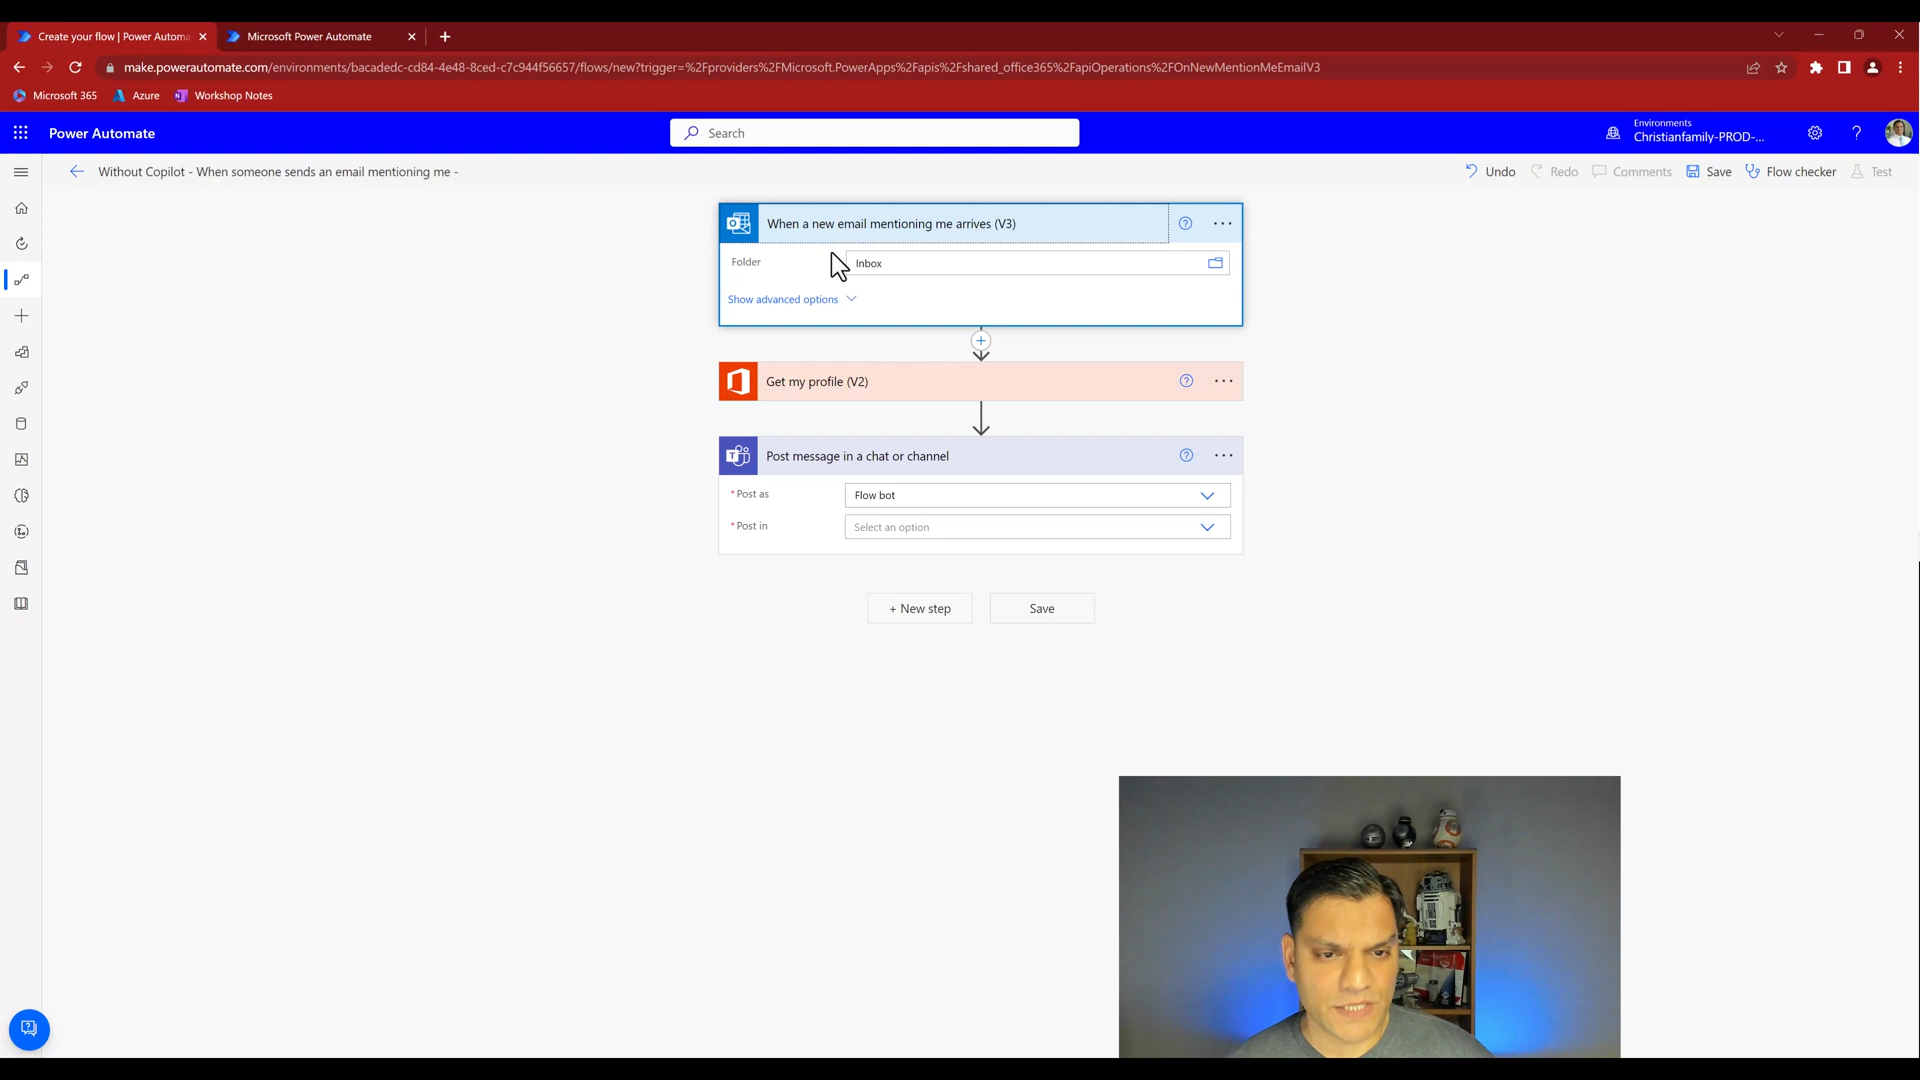 Create your flow | Power Automa
Microsoft Power Automate
make.powerautomate.com/environments/bacadedc-cd84-4e48-8ced-c7c944f56657/flows/new?trigger=%2Fproviders%2FMicrosoft.PowerApps%2Fapis%2Fshared_office365%2FapiOperations%2FOnNewMentionMeEmailV3
Microsoft 365
Azure
Workshop Notes
Power Automate
Search
Environments
Christianfamily-PROD-...
Without Copilot - When someone sends an email mentioning me -
Undo
Redo
Comments
Save
Flow checker
Test
When a new email mentioning me arrives (V3)
Folder
Inbox
Show advanced options
Get my profile (V2)
Post message in a chat or channel
* Post as
Flow bot
* Post in
Select an option
+ New step
Save